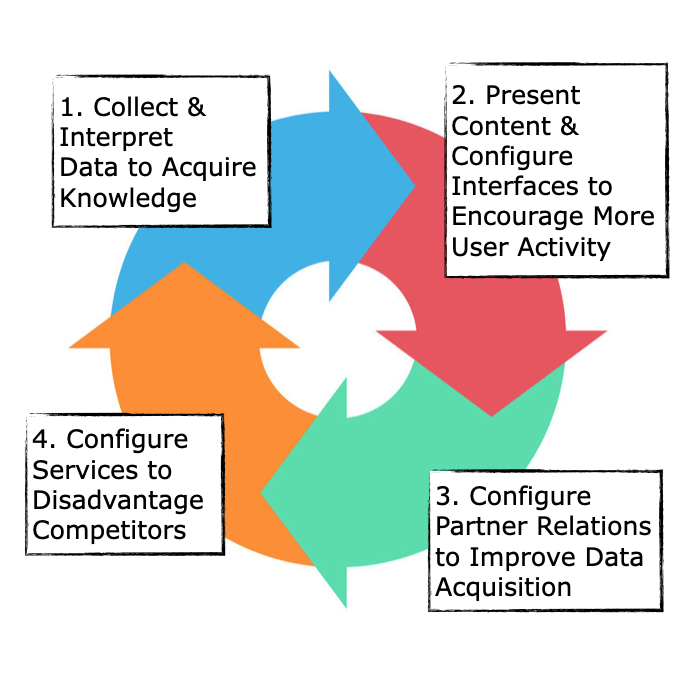 1. Collect &
Interpret
Data to Acquire
Knowledge
2. Present
Content &
Configure
Interfaces to
Encourage More
User Activity
3. Configure
Partner Relations
to Improve Data
Acquisition
4. Configure
Services to
Disadvantage
Competitors